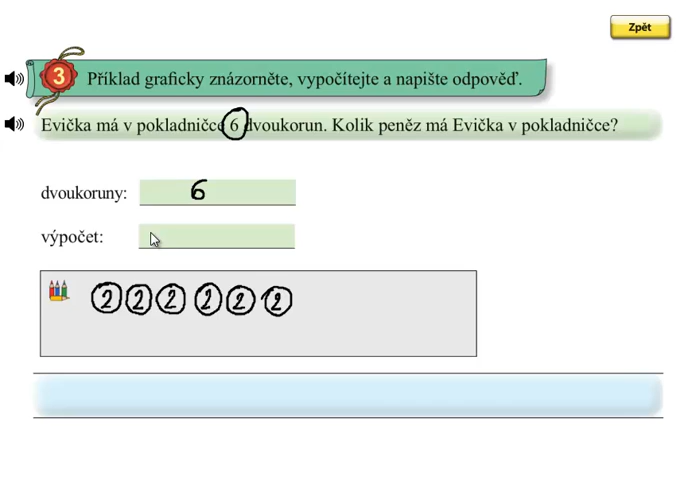 Zpět
3 Příklad graficky znázorněte, vypočítejte a napište odpověď.
Evička má v pokladničce 6 dvoukorun. Kolik peněz má Evička v pokladničce?
dvoukoruny: 6
výpočet:
2 2 2 2 2 2